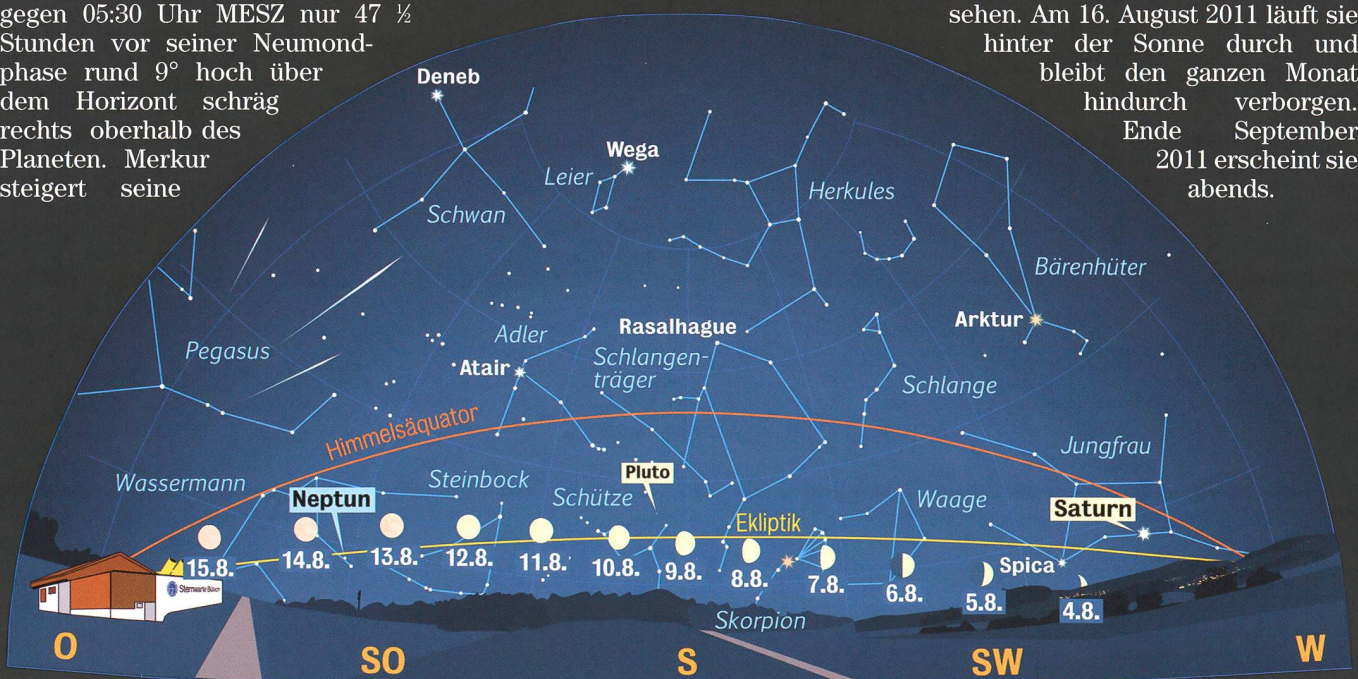 gegen 05:30 Uhr MESZ nur 47 ½
Stunden vor seiner Neumond-
phase rund 9° hoch über
dem Horizont schräg
rechts oberhalb des
Planeten. Merkur
steigert seine
sehen. Am 16. August 2011 läuft sie
hinter der Sonne durch und
bleibt den ganzen Monat
hindurch verborgen.
Ende September
2011 erscheint sie
abends.
Deneb
Wega
Leier
Schwan
Herkules
Bärenhüter
Arktur
Rasalhague
Adler
Pegasus
Atair
Schlangen-
träger
Schlange
Himmelsäquator
Jungfrau
Wassermann
Steinbock
Pluto
Neptun
Schütze
Waage
Saturn
Ekliptik
15.8.
14.8.
13.8.
12.8.
11.8.
10.8.
9.8.
8.8.
7.8.
6.8.
5.8.
4.8.
Spica
Sternwarte Bülach
Skorpion
O
SO
S
SW
W